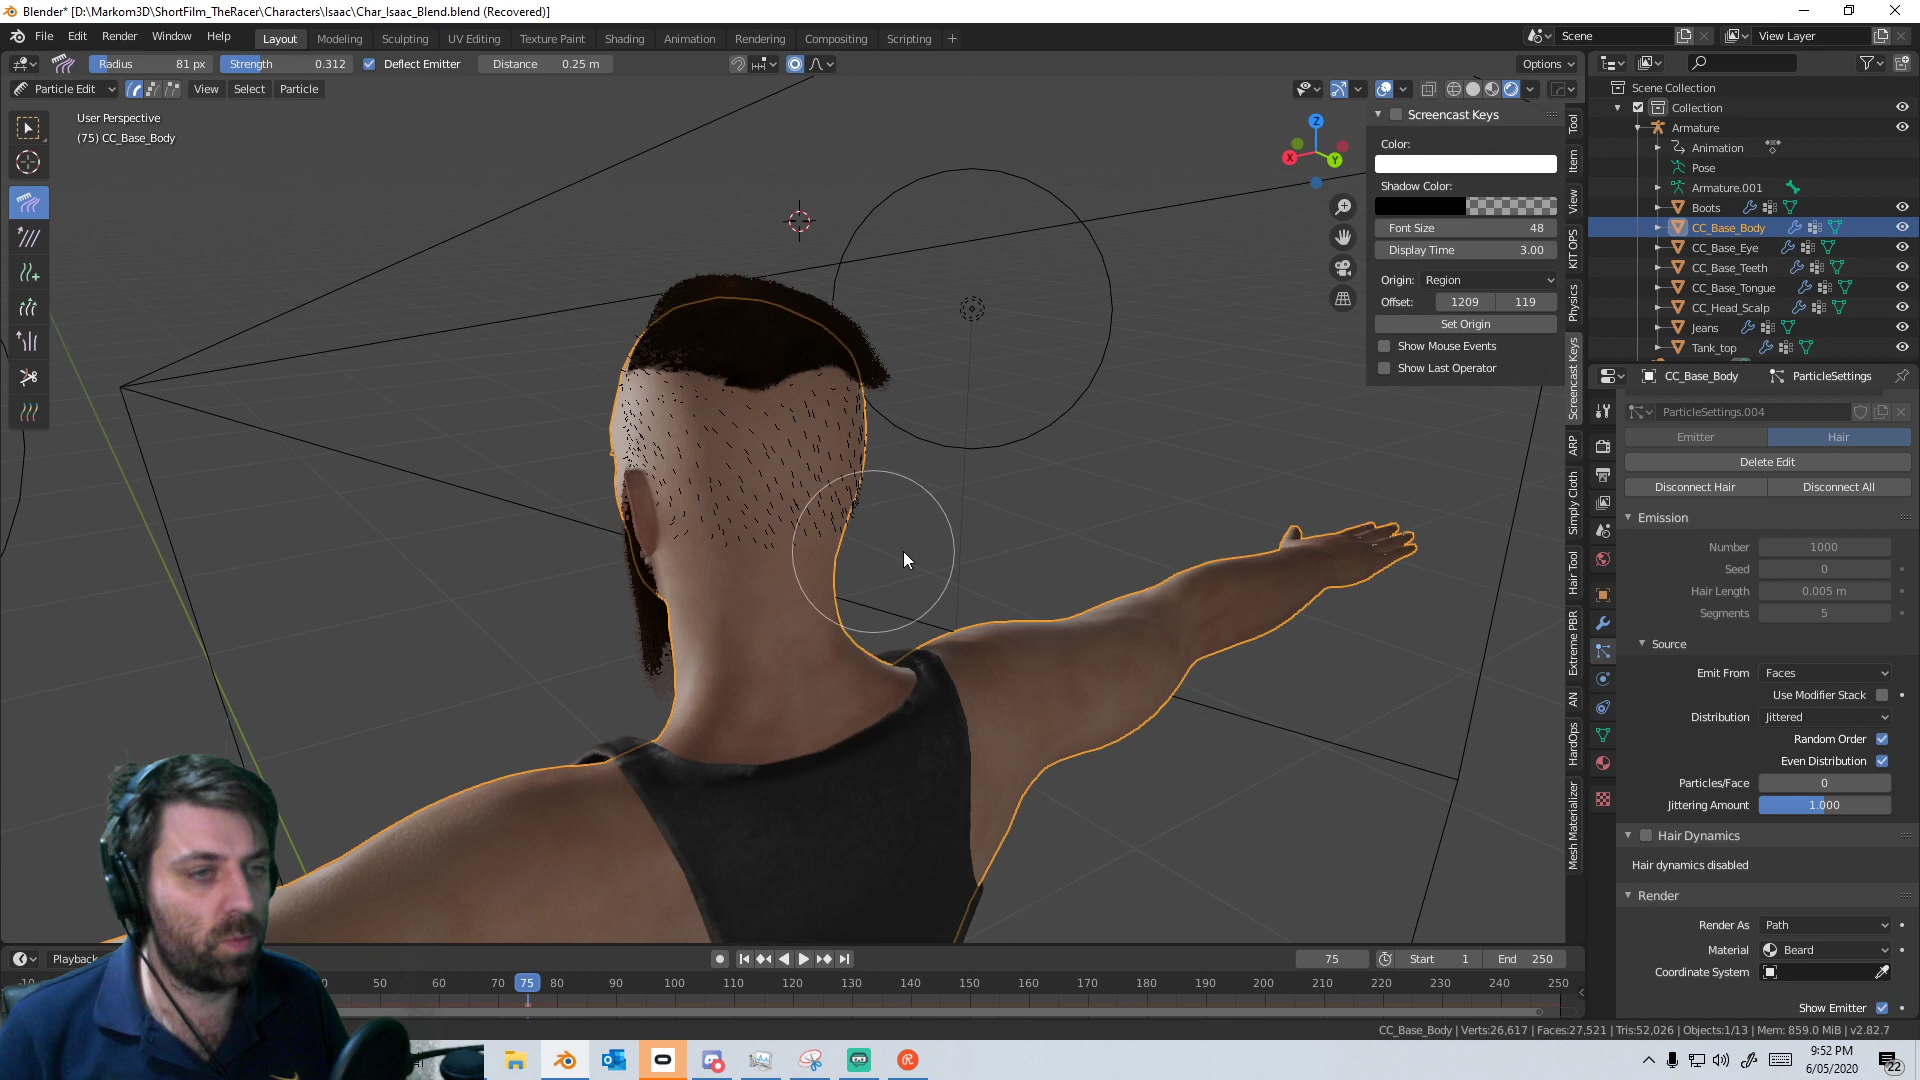 Blender* [D:\Markom3D\ShortFilm_TheRacer\Characters\Isaac\Char_Isaac_Blend.blend (Recovered)]
File Edit Render Window Help Layout Modeling Sculpting UV Editing Texture Paint Shading Animation Rendering Compositing Scripting + Scene View Layer
Radius 81 px Strength 0.312 Deflect Emitter Distance 0.25 m Options
Particle Edit View Select Particle
User Perspective
(75) CC_Base_Body
Z
X Y
Screencast Keys
Color:
Shadow Color:
Font Size 48
Display Time 3.00
Origin: Region
Offset: 1209 119
Set Origin
Show Mouse Events
Show Last Operator
Tool
Item
View
KIT OPS
Physics
Screencast Keys
ARP
Simply Cloth
Hair Tool
Extreme PBR
AN
HardOps
Mesh Materializer
Scene Collection
Collection
Armature
Animation
Pose
Armature.001
Boots
CC_Base_Body
CC_Base_Eye
CC_Base_Teeth
CC_Base_Tongue
CC_Head_Scalp
Jeans
Tank_top
CC_Base_Body ParticleSettings
ParticleSettings.004
Emitter Hair
Delete Edit
Disconnect Hair Disconnect All
Emission
Number 1000
Seed 0
Hair Length 0.005 m
Segments 5
Source
Emit From Faces
Use Modifier Stack
Distribution Jittered
Random Order
Even Distribution
Particles/Face 0
Jittering Amount 1.000
Hair Dynamics
Hair dynamics disabled
Render
Render As Path
Material Beard
Coordinate System
Show Emitter
Playback 75 Start 1 End 250
50 60 70 75 80 90 100 110 120 130 140 150 160 170 180 190 200 210 220 230 240 250
CC_Base_Body | Verts:26,617 | Faces:27,521 | Tris:52,026 | Objects:1/13 | Mem: 859.0 MiB | v2.82.7
9:52 PM
6/05/2020
22